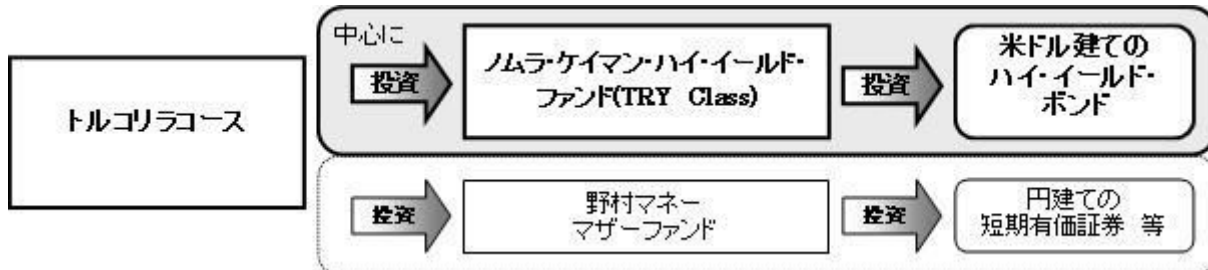 トルコリラコース
中心に
投資
ノムラ・ケイマン・ハイ・イールド・
ファンド(TRY Class)
投資
米ドル建ての
ハイ・イールド・
ボンド
投資
野村マネー
マザーファンド
投資
円建ての
短期有価証券 等